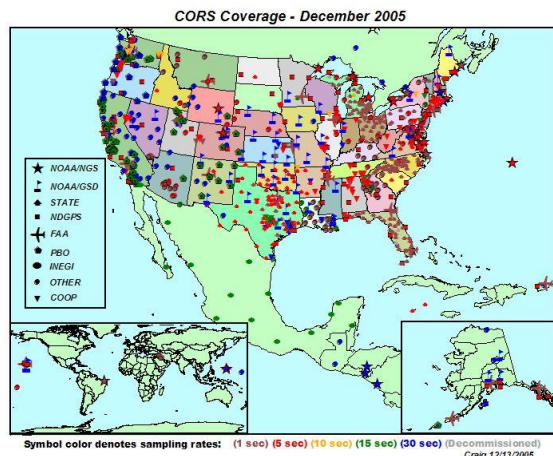 CORS Coverage - December 2005
NOAA/NGS
NOAA/GSD
STATE
NDGPS
FAA
PBO
INEGI
OTHER
COOP
Symbol color denotes sampling rates: (1 sec) (5 sec) (10 sec) (15 sec) (30 sec) (Decommissioned)
Craig 12/13/2005